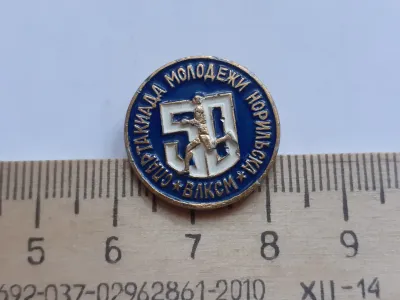 СПАРТАКИАДА МОЛОДЕЖИ НОРИЛЬСКА
50
★ВЛКСМ★
5 6 7 8 9
692-037-02962861-2010 XII-14